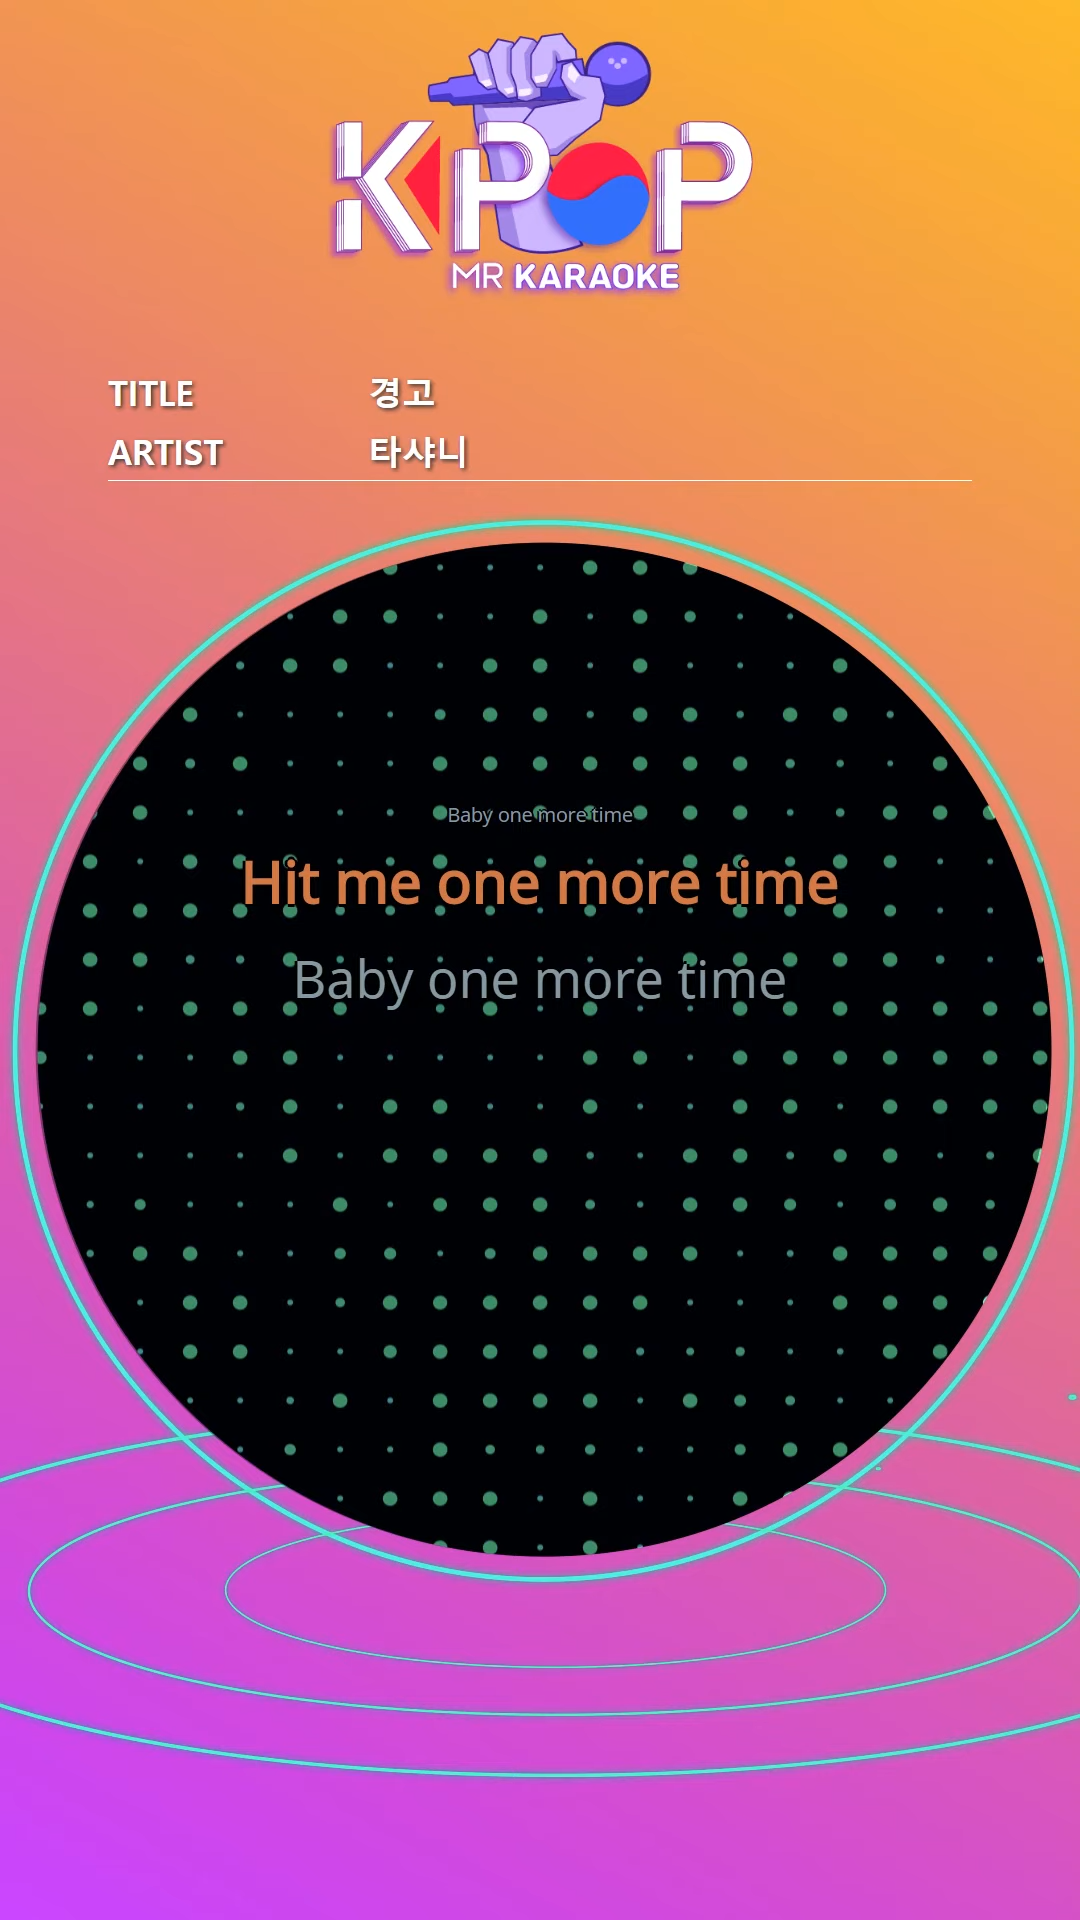 KPOP
MR KARAOKE
TITLE 경고
ARTIST 타샤니
Baby one more time
Hit me one more time
Baby one more time